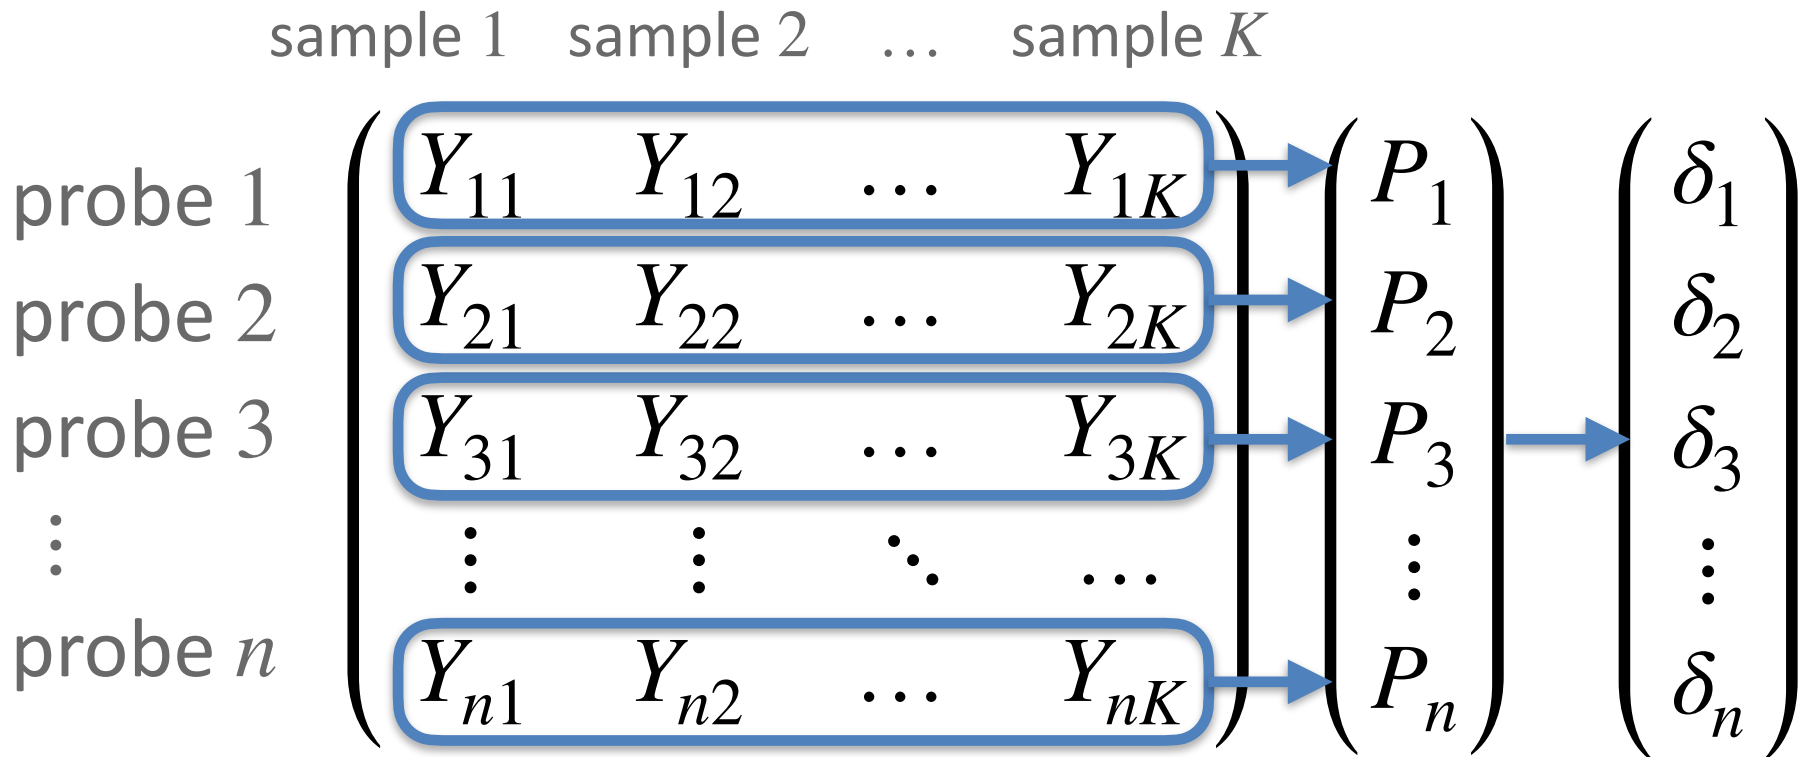 sample 1 sample 2 … sample K
probe 1 Y₁₁ Y₁₂ … Y₁K P₁ δ₁
probe 2 Y₂₁ Y₂₂ … Y₂K P₂ δ₂
probe 3 Y₃₁ Y₃₂ … Y₃K P₃ δ₃
⋮ ⋮ ⋮ ⋱ … ⋮ ⋮
probe n Yn1 Yn2 … YnK Pn δn